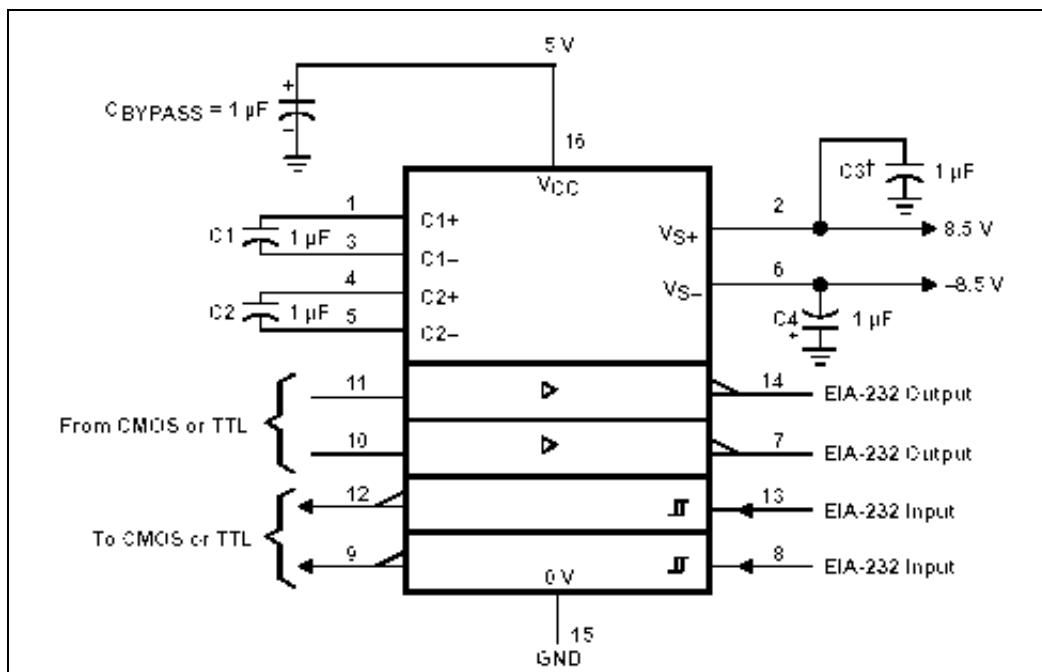 5 V
CBYPASS = 1 µF
+
–
16
VCC
C3†
1 µF
1
C1+
2
VS+
8.5 V
C1
1 µF
3
C1–
4
C2+
6
VS–
–8.5 V
C2
1 µF
5
C2–
C4
+
1 µF
11
14
EIA-232 Output
From CMOS or TTL
10
7
EIA-232 Output
12
13
EIA-232 Input
To CMOS or TTL
9
8
EIA-232 Input
0 V
15
GND